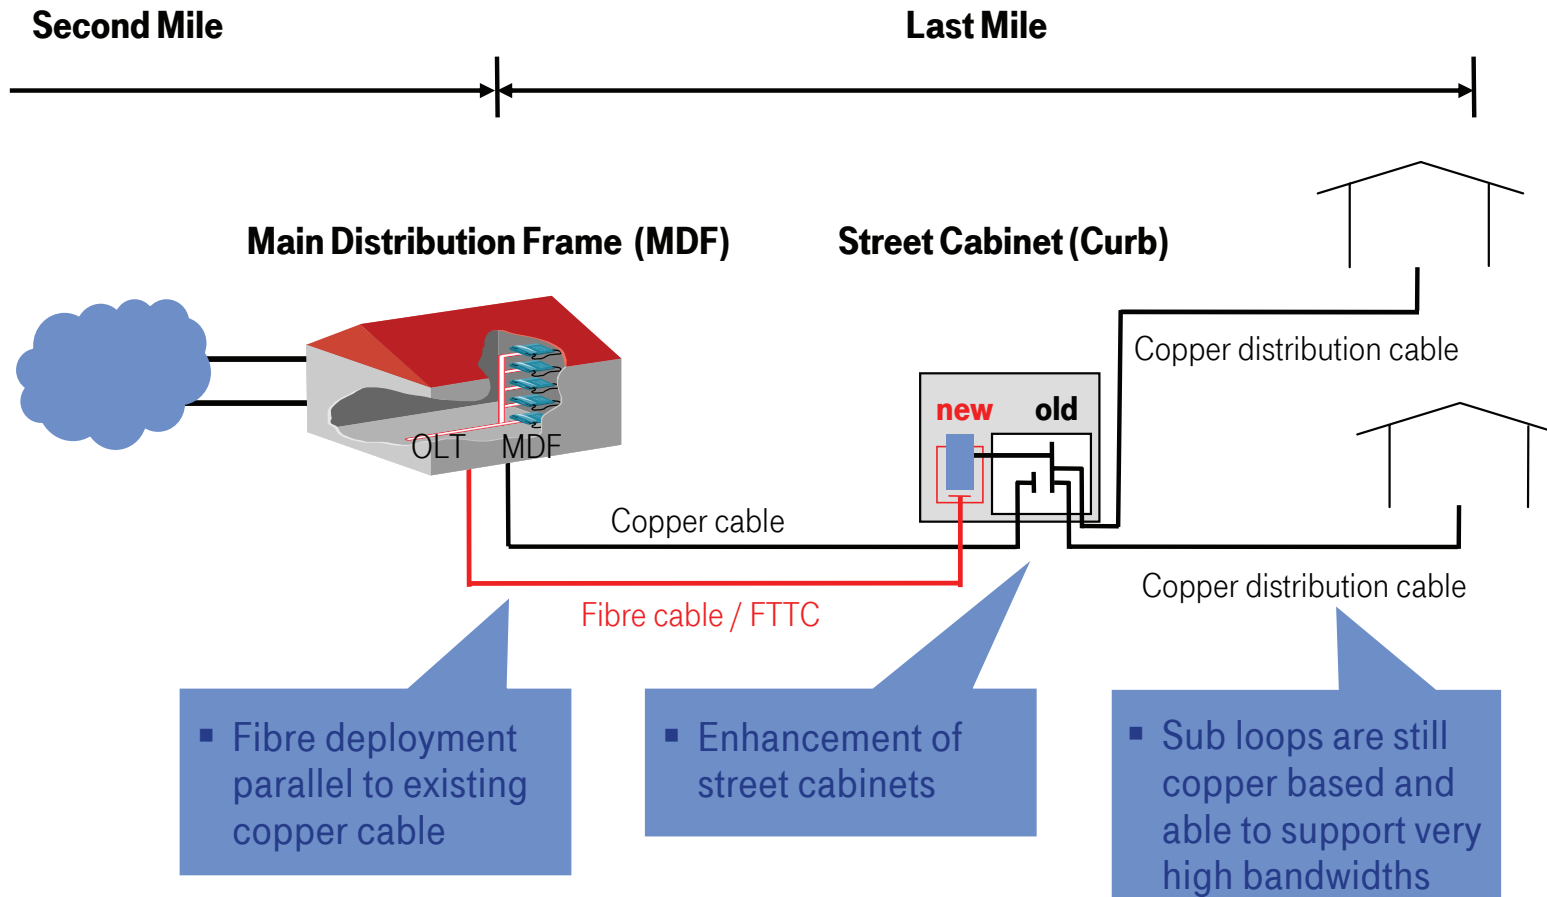 Second Mile
Last Mile
Main Distribution Frame (MDF)
Street Cabinet (Curb)
Copper distribution cable
new old
OLT MDF
Copper cable
Copper distribution cable
Fibre cable / FTTC
▪ Fibre deployment
parallel to existing
copper cable
▪ Enhancement of
street cabinets
▪ Sub loops are still
copper based and
able to support very
high bandwidths